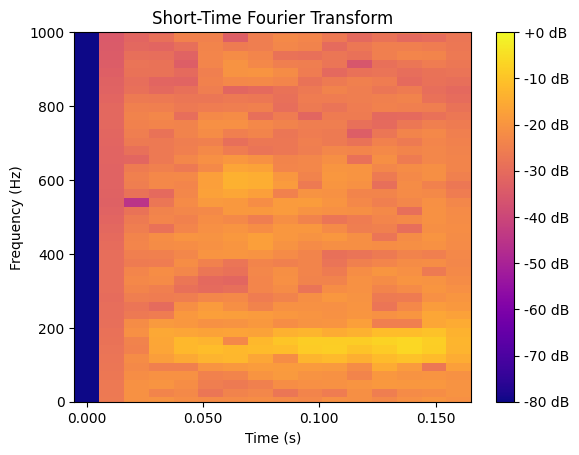 Short-Time Fourier Transform
Frequency (Hz)
1000
800
600
400
200
0
0.000
0.050
0.100
0.150
Time (s)
+0 dB
-10 dB
-20 dB
-30 dB
-40 dB
-50 dB
-60 dB
-70 dB
-80 dB